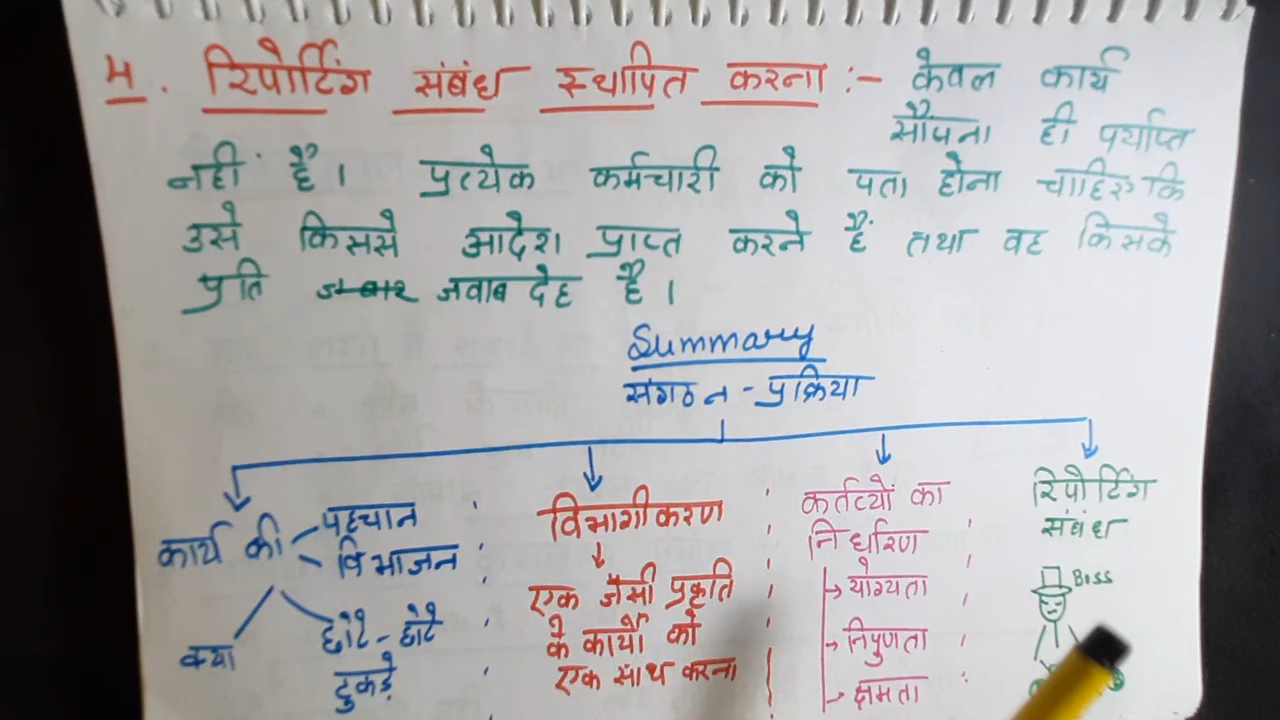 4. रिपोर्टिंग संबंध स्थापित करना :- केवल कार्य
सौंपना ही पर्याप्त
नहीं है। प्रत्येक कर्मचारी को पता होना चाहिए कि
उसे किससे आदेश प्राप्त करने हैं तथा वह किसके
प्रति जवाबदेह है।
Summary
संगठन - प्रक्रिया
कार्य की
पहचान
विभाजन
क्या
छोटे - छोटे
टुकड़े
विभागीकरण
एक जैसी प्रकृति
के कार्यों को
एक साथ करना
कर्तव्यों का
निर्धारण
योग्यता
निपुणता
क्षमता
रिपोर्टिंग
संबंध
Boss